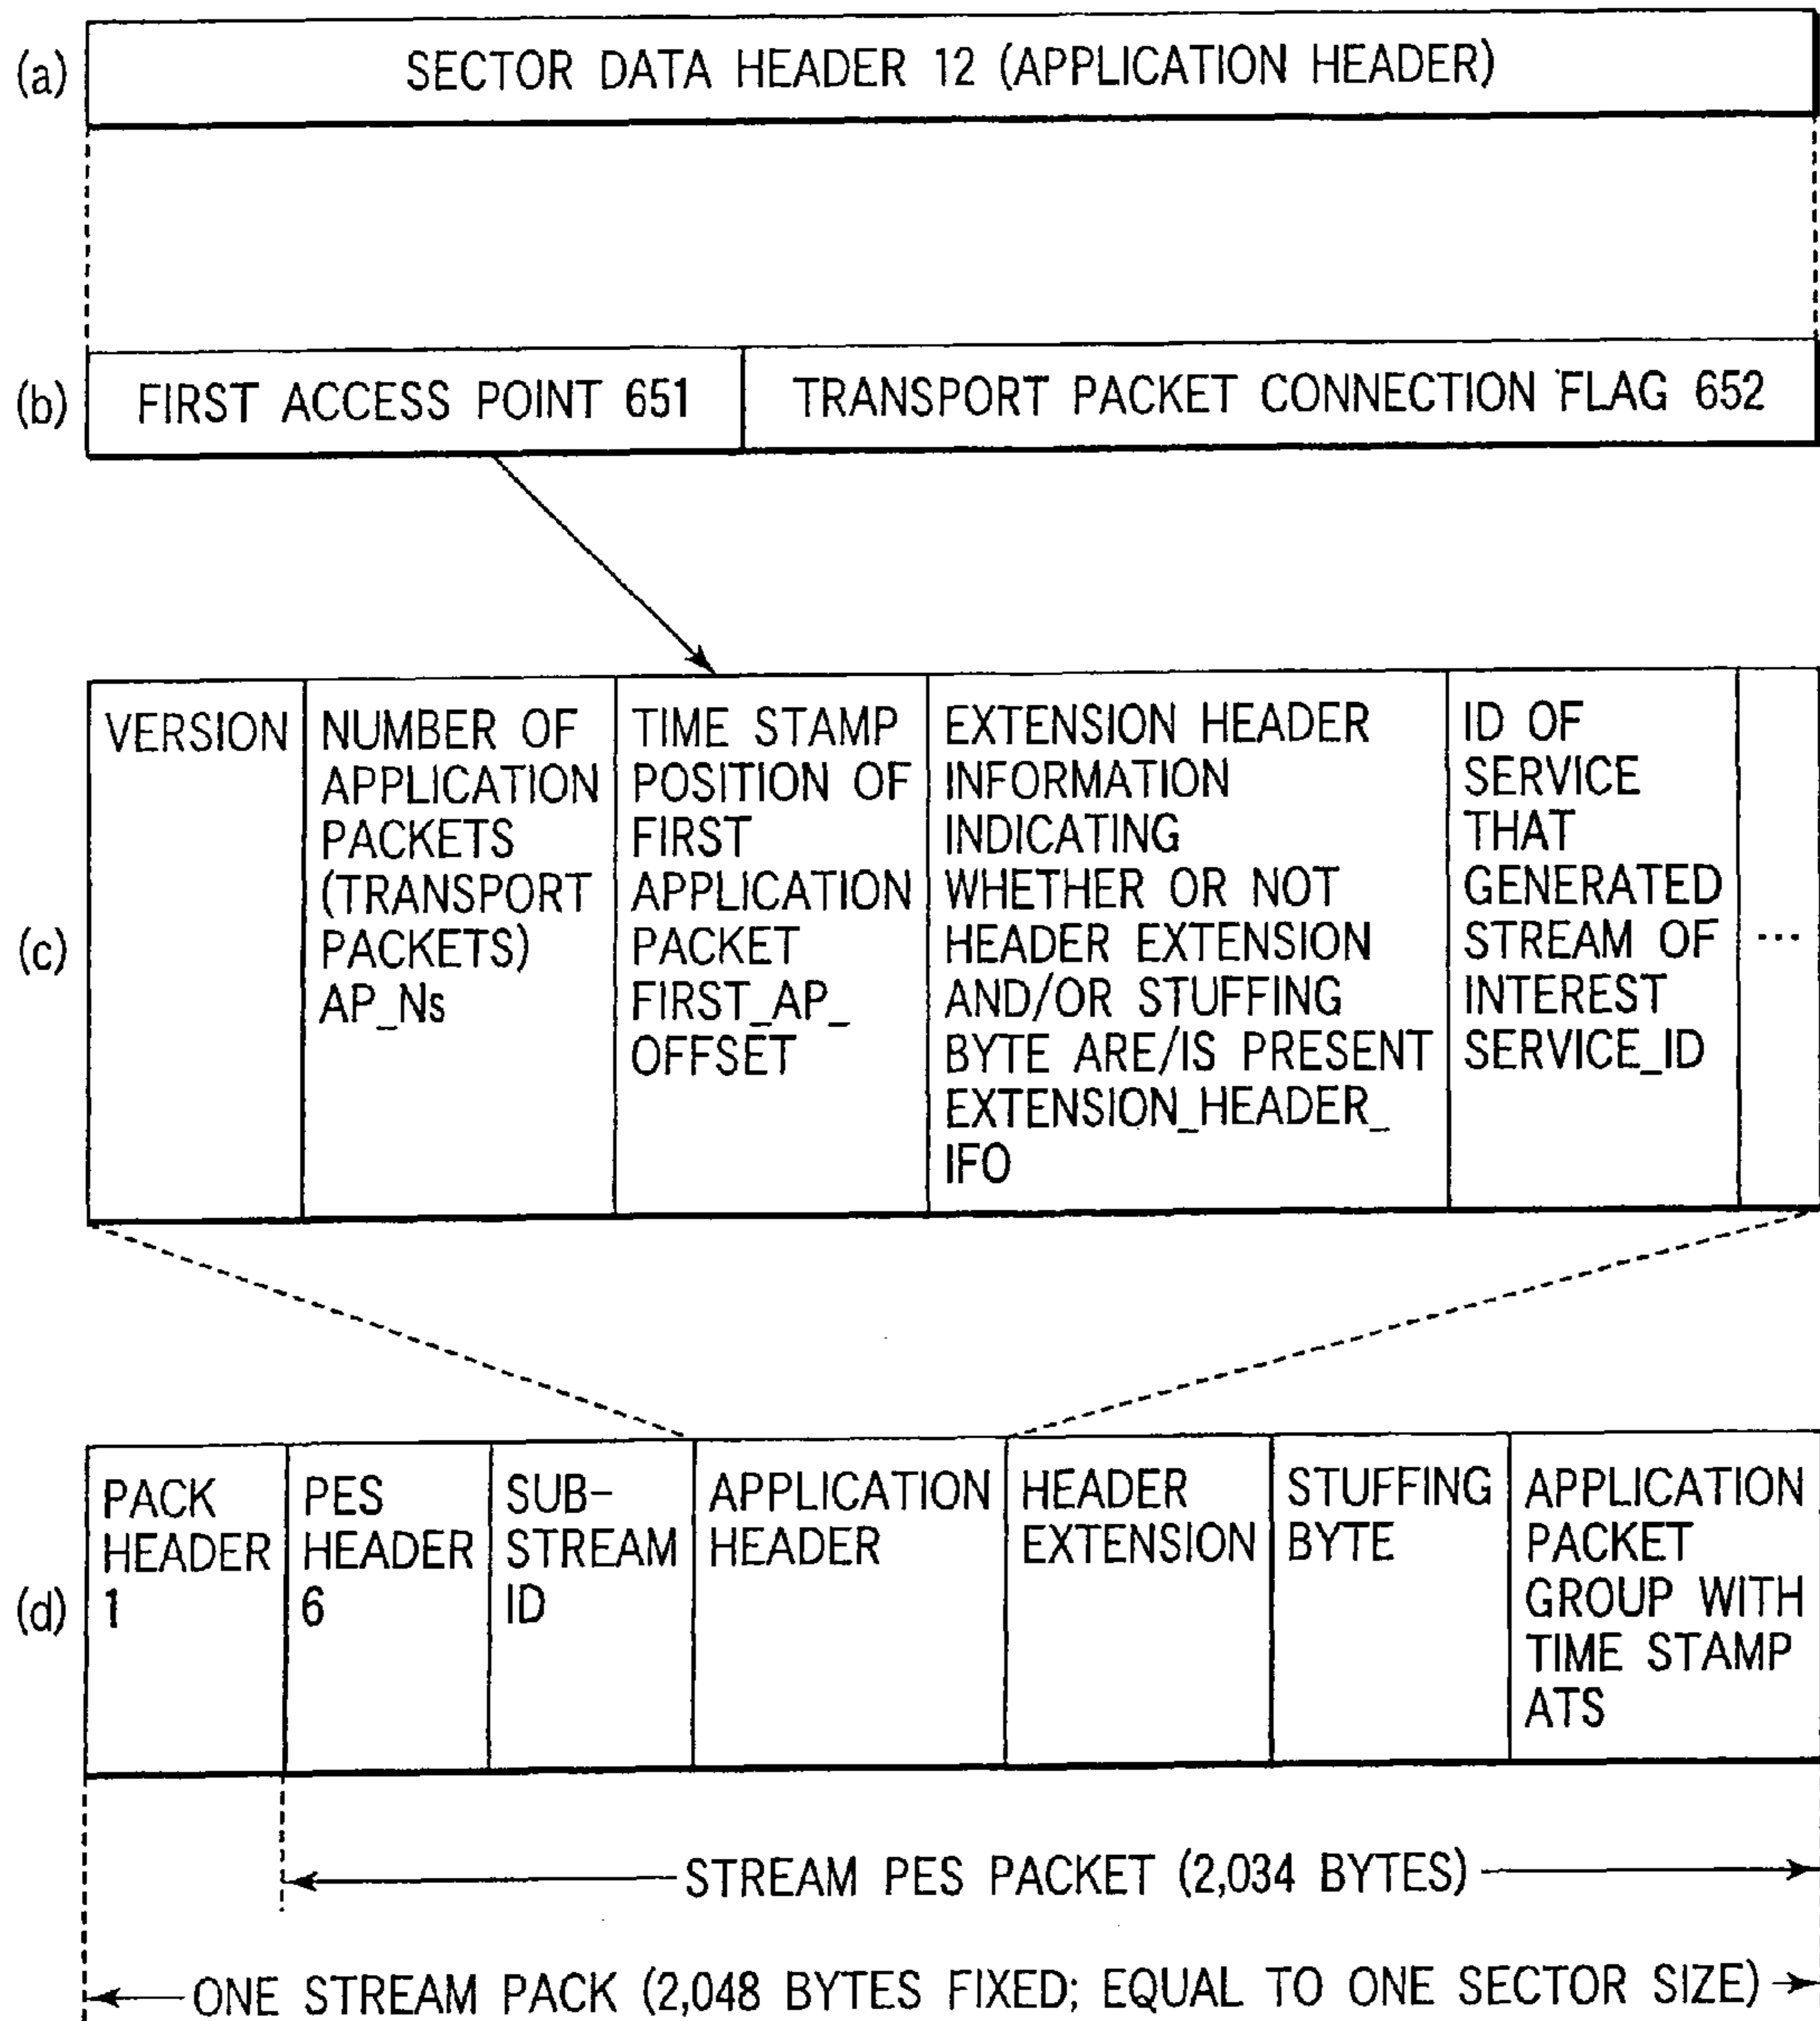 (a)
SECTOR DATA HEADER 12 (APPLICATION HEADER)
(b)
FIRST ACCESS POINT 651
TRANSPORT PACKET CONNECTION FLAG 652
(c)
VERSION
NUMBER OF
APPLICATION
PACKETS
(TRANSPORT
PACKETS)
AP_Ns
TIME STAMP
POSITION OF
FIRST
APPLICATION
PACKET
FIRST_AP_
OFFSET
EXTENSION HEADER
INFORMATION
INDICATING
WHETHER OR NOT
HEADER EXTENSION
AND/OR STUFFING
BYTE ARE/IS PRESENT
EXTENSION_HEADER_
IFO
ID OF
SERVICE
THAT
GENERATED
STREAM OF
INTEREST
SERVICE_ID
...
(d)
PACK
HEADER
1
PES
HEADER
6
SUB-
STREAM
ID
APPLICATION
HEADER
HEADER
EXTENSION
STUFFING
BYTE
APPLICATION
PACKET
GROUP WITH
TIME STAMP
ATS
STREAM PES PACKET (2,034 BYTES)
ONE STREAM PACK (2,048 BYTES FIXED; EQUAL TO ONE SECTOR SIZE)